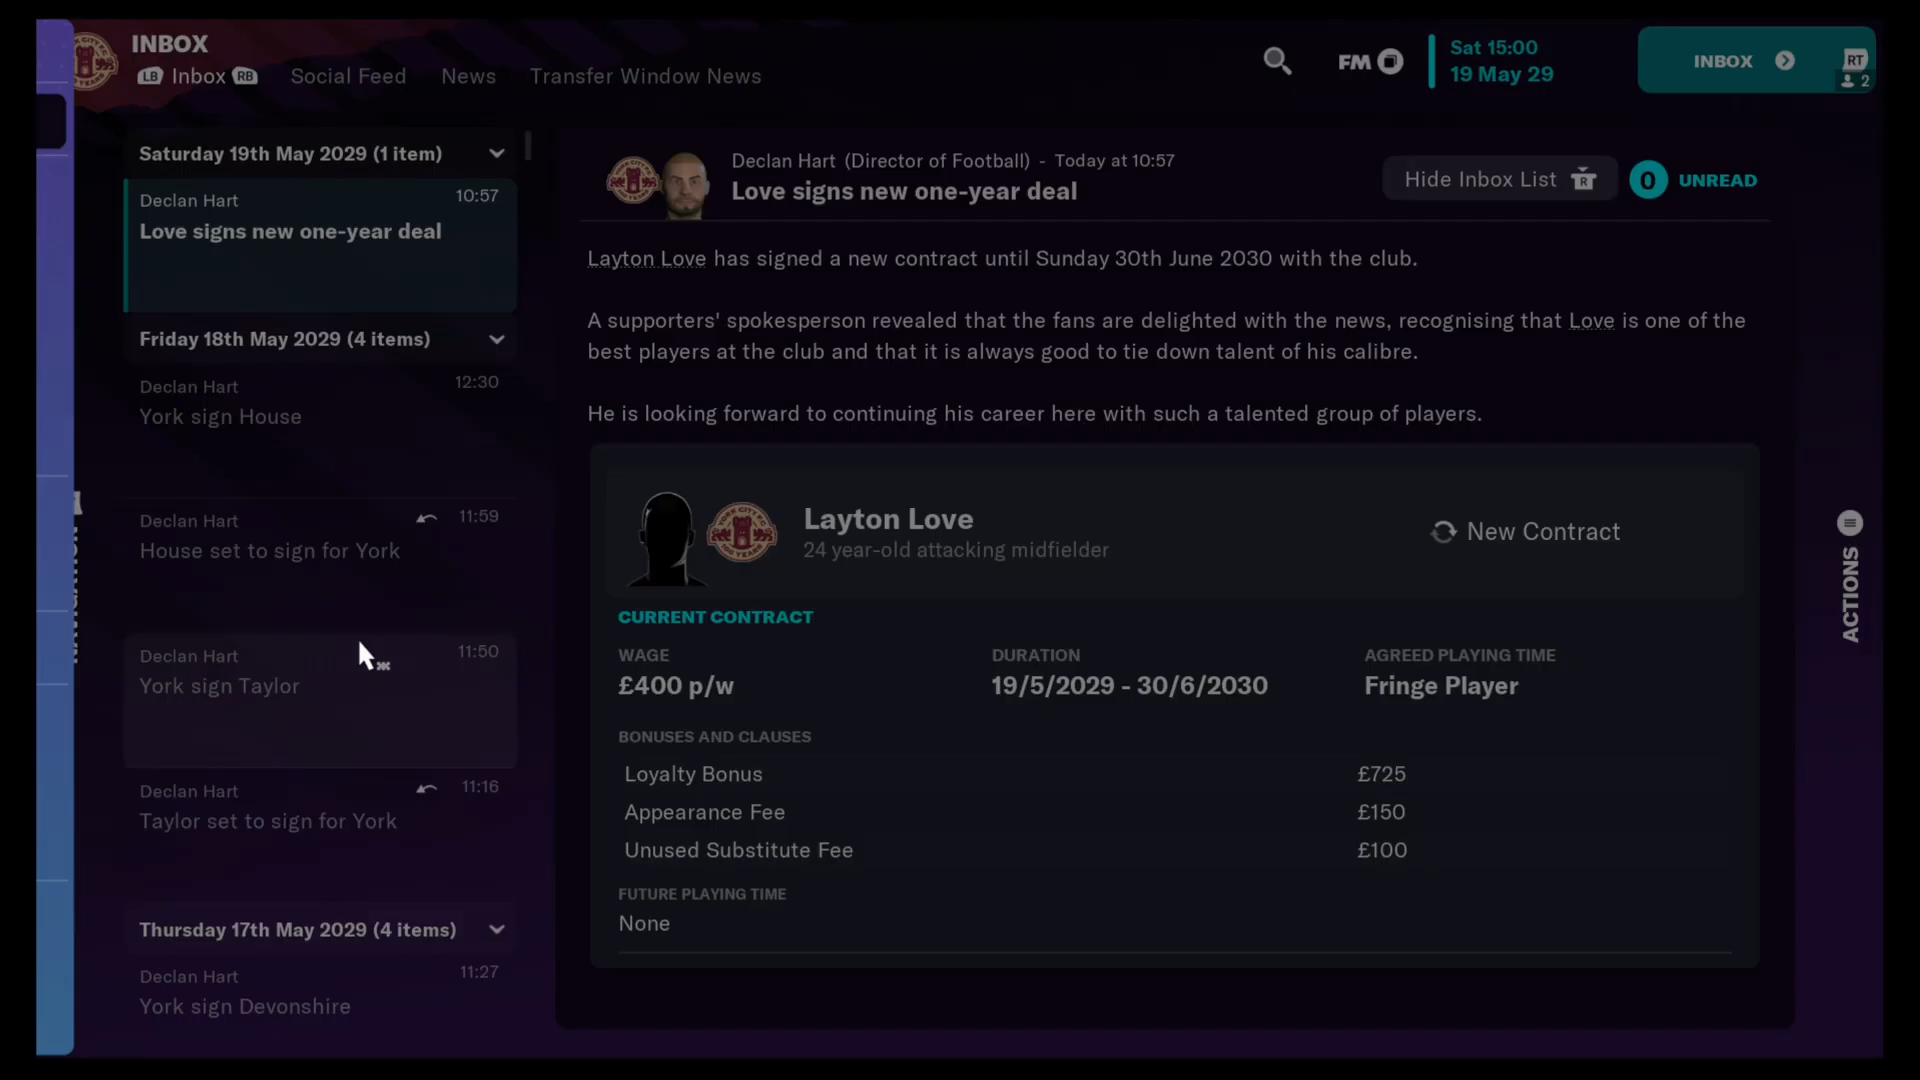 INBOX
LB Inbox RB Social Feed News Transfer Window News
FM
Sat 15:00
19 May 29
INBOX
RT
2
Saturday 19th May 2029 (1 item)
Declan Hart 10:57
Love signs new one-year deal
Friday 18th May 2029 (4 items)
Declan Hart 12:30
York sign House
Declan Hart 11:59
House set to sign for York
Declan Hart 11:50
York sign Taylor
Declan Hart 11:16
Taylor set to sign for York
Thursday 17th May 2029 (4 items)
Declan Hart 11:27
York sign Devonshire
Declan Hart (Director of Football) - Today at 10:57
Love signs new one-year deal
Hide Inbox List R
0 UNREAD
Layton Love has signed a new contract until Sunday 30th June 2030 with the club.
A supporters' spokesperson revealed that the fans are delighted with the news, recognising that Love is one of the
best players at the club and that it is always good to tie down talent of his calibre.
He is looking forward to continuing his career here with such a talented group of players.
Layton Love
24 year-old attacking midfielder
New Contract
CURRENT CONTRACT
WAGE DURATION AGREED PLAYING TIME
£400 p/w 19/5/2029 - 30/6/2030 Fringe Player
BONUSES AND CLAUSES
Loyalty Bonus £725
Appearance Fee £150
Unused Substitute Fee £100
FUTURE PLAYING TIME
None
ACTIONS